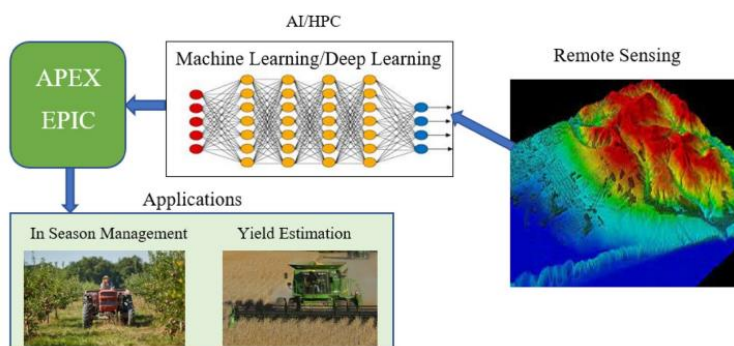 AI/HPC
Machine Learning/Deep Learning
Remote Sensing
APEX
EPIC
Applications
In Season Management
Yield Estimation